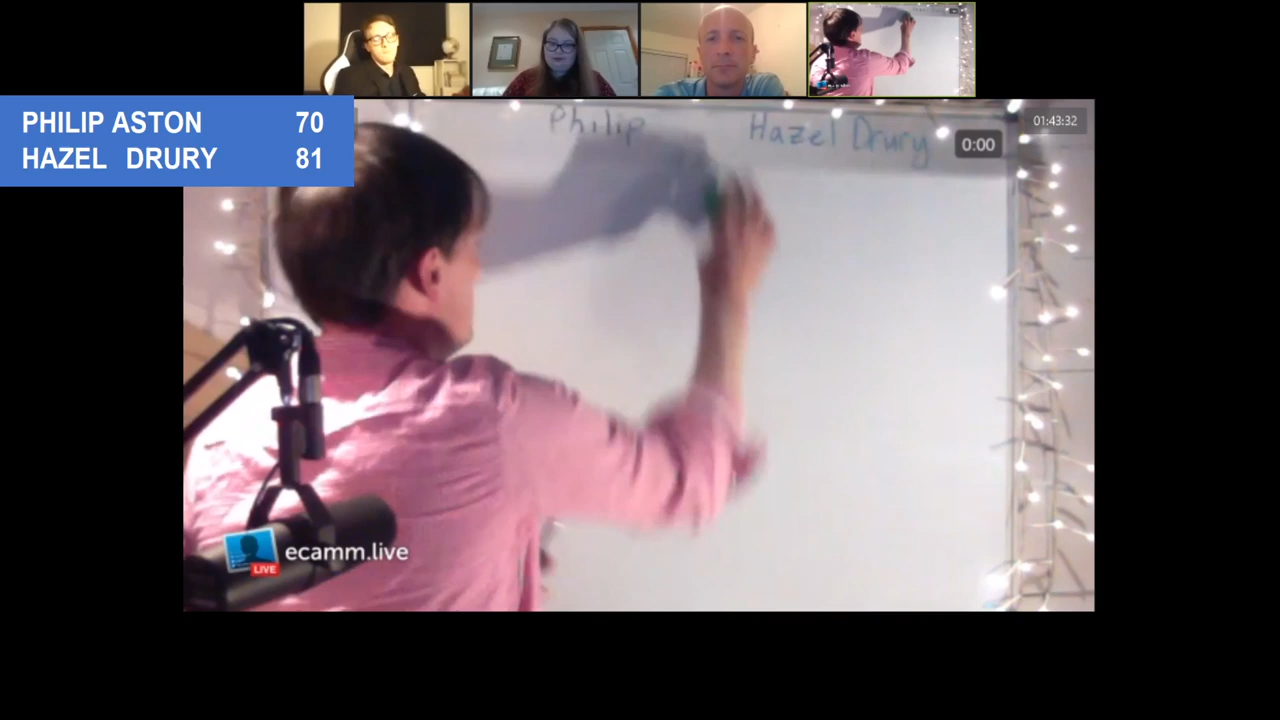 PHILIP ASTON 70
HAZEL DRURY 81
Philip
Hazel Drury
01:43:32
0:00
ecamm.live
LIVE